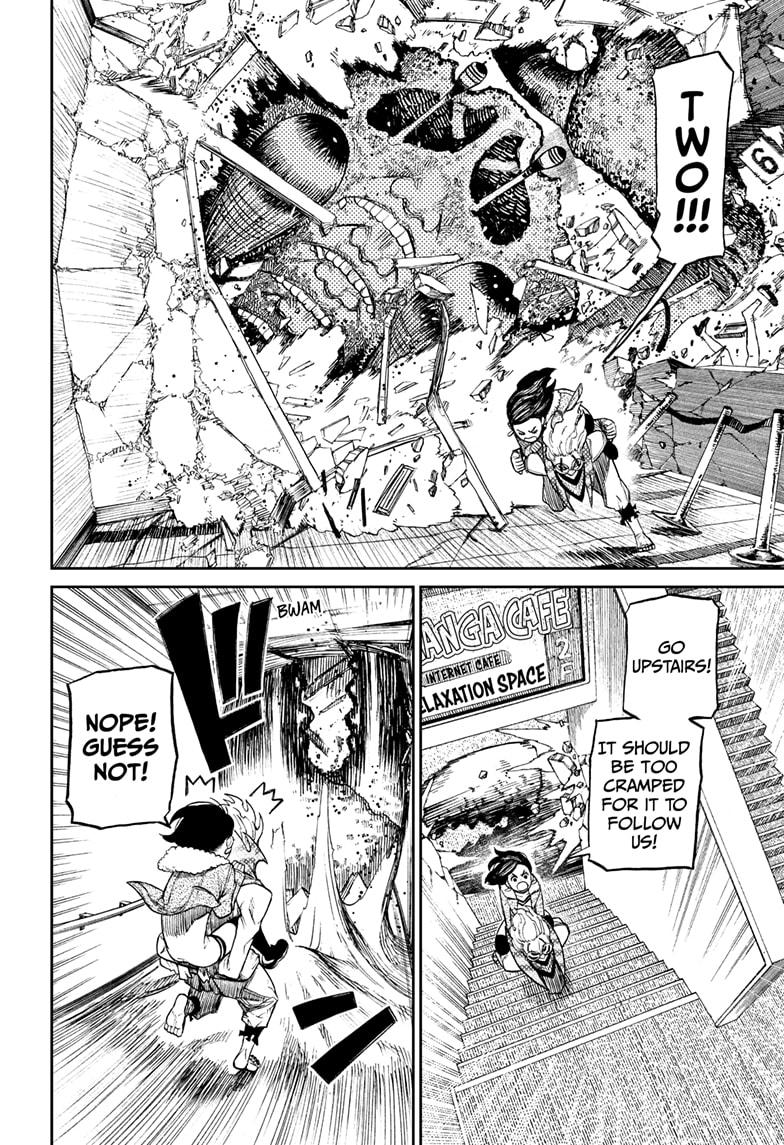 TWO!!!
6
GO
UPSTAIRS!
IT SHOULD
BE TOO
CRAMPED
FOR IT TO
FOLLOW
US!
ANGA CAFE
2F
INTERNET CAFE
ELAXATION SPACE
BWAM
NOPE!
GUESS
NOT!